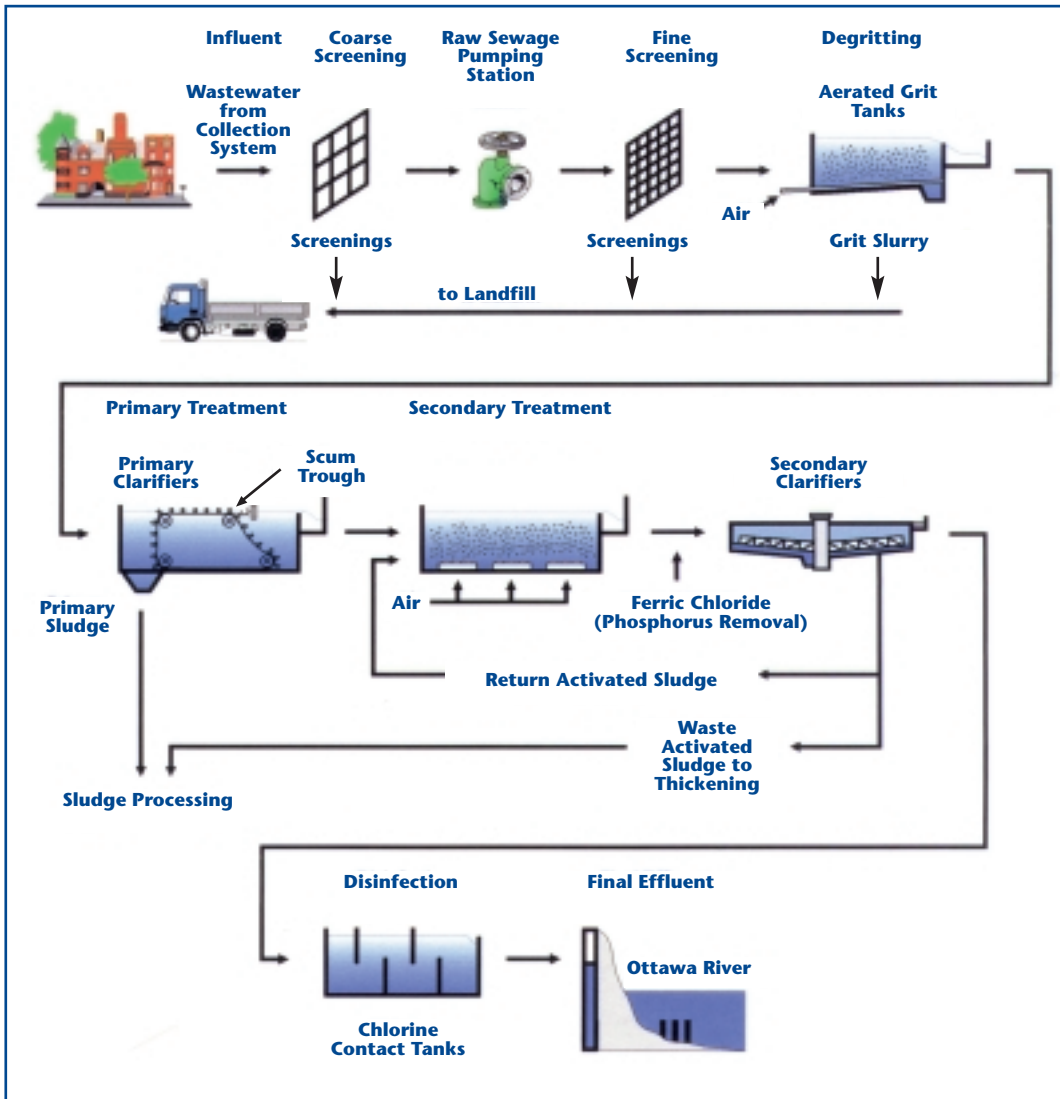 Influent
Coarse
Screening
Raw Sewage
Pumping
Station
Fine
Screening
Degritting
Wastewater
from
Collection
System
Aerated Grit
Tanks
Air
Screenings
Screenings
Grit Slurry
to Landfill
Primary Treatment
Secondary Treatment
Primary
Clarifiers
Scum
Trough
Secondary
Clarifiers
Primary
Sludge
Air
Ferric Chloride
(Phosphorus Removal)
Return Activated Sludge
Waste
Activated
Sludge to
Thickening
Sludge Processing
Disinfection
Final Effluent
Ottawa River
Chlorine
Contact Tanks